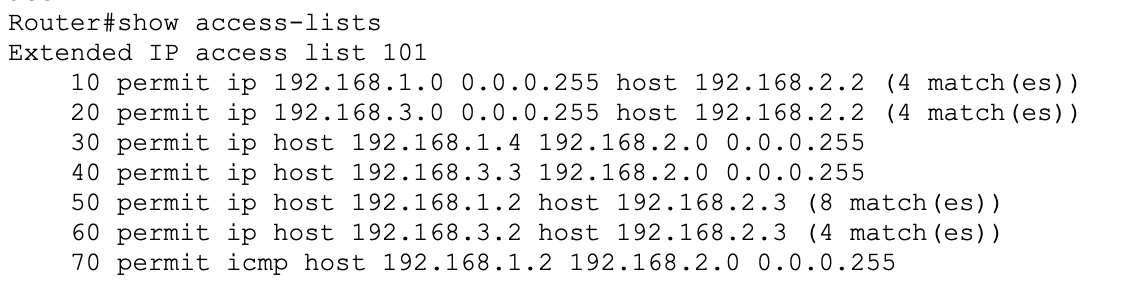 Router#show access-lists
Extended IP access list 101
    10 permit ip 192.168.1.0 0.0.0.255 host 192.168.2.2 (4 match(es))
    20 permit ip 192.168.3.0 0.0.0.255 host 192.168.2.2 (4 match(es))
    30 permit ip host 192.168.1.4 192.168.2.0 0.0.0.255
    40 permit ip host 192.168.3.3 192.168.2.0 0.0.0.255
    50 permit ip host 192.168.1.2 host 192.168.2.3 (8 match(es))
    60 permit ip host 192.168.3.2 host 192.168.2.3 (4 match(es))
    70 permit icmp host 192.168.1.2 192.168.2.0 0.0.0.255